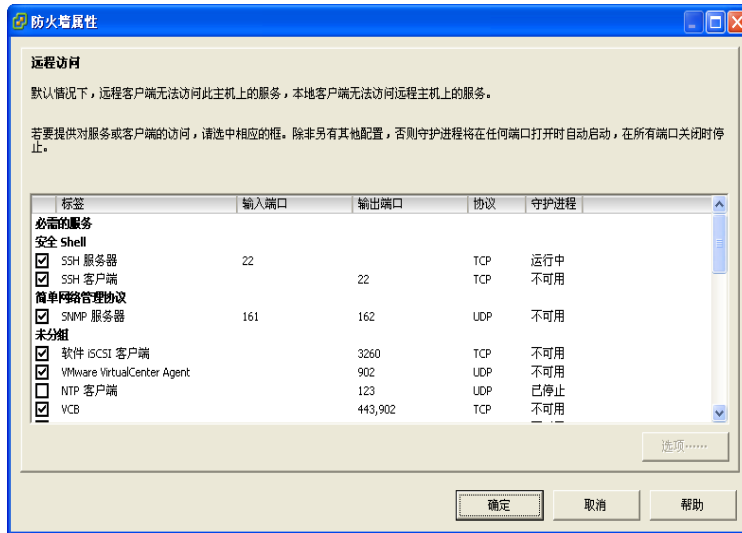 防火墙属性
远程访问
默认情况下，远程客户端无法访问此主机上的服务，本地客户端无法访问远程主机上的服务。
若要提供对服务或客户端的访问，请选中相应的框。除非另有其他配置，否则守护进程将在任何端口打开时自动启动，在所有端口关闭时停
止。
标签 输入端口 输出端口 协议 守护进程
必需的服务
安全 Shell
SSH 服务器 22 TCP 运行中
SSH 客户端 22 TCP 不可用
简单网络管理协议
SNMP 服务器 161 162 UDP 不可用
未分组
软件 iSCSI 客户端 3260 TCP 不可用
VMware VirtualCenter Agent 902 UDP 不可用
NTP 客户端 123 UDP 已停止
VCB 443,902 TCP 不可用
选项……
确定 取消 帮助